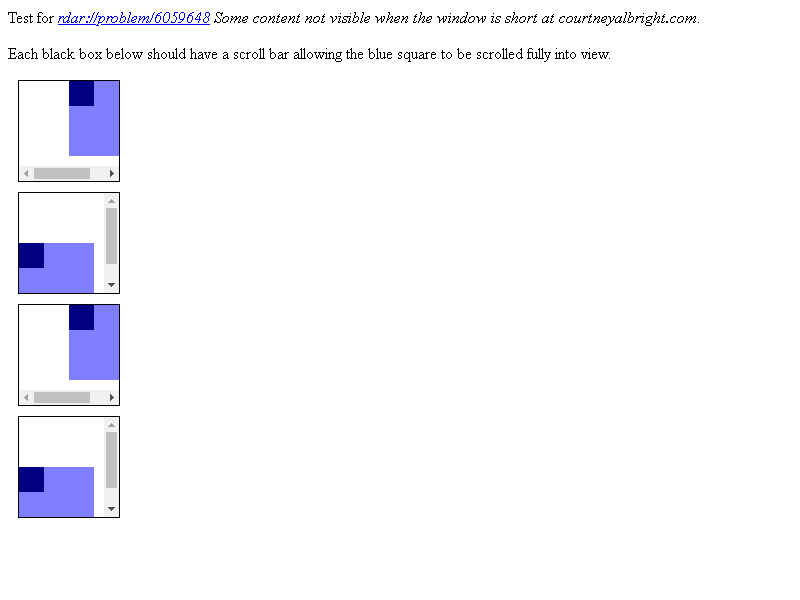 Test for rdar://problem/6059648 Some content not visible when the window is short at courtneyalbright.com.
Each black box below should have a scroll bar allowing the blue square to be scrolled fully into view.